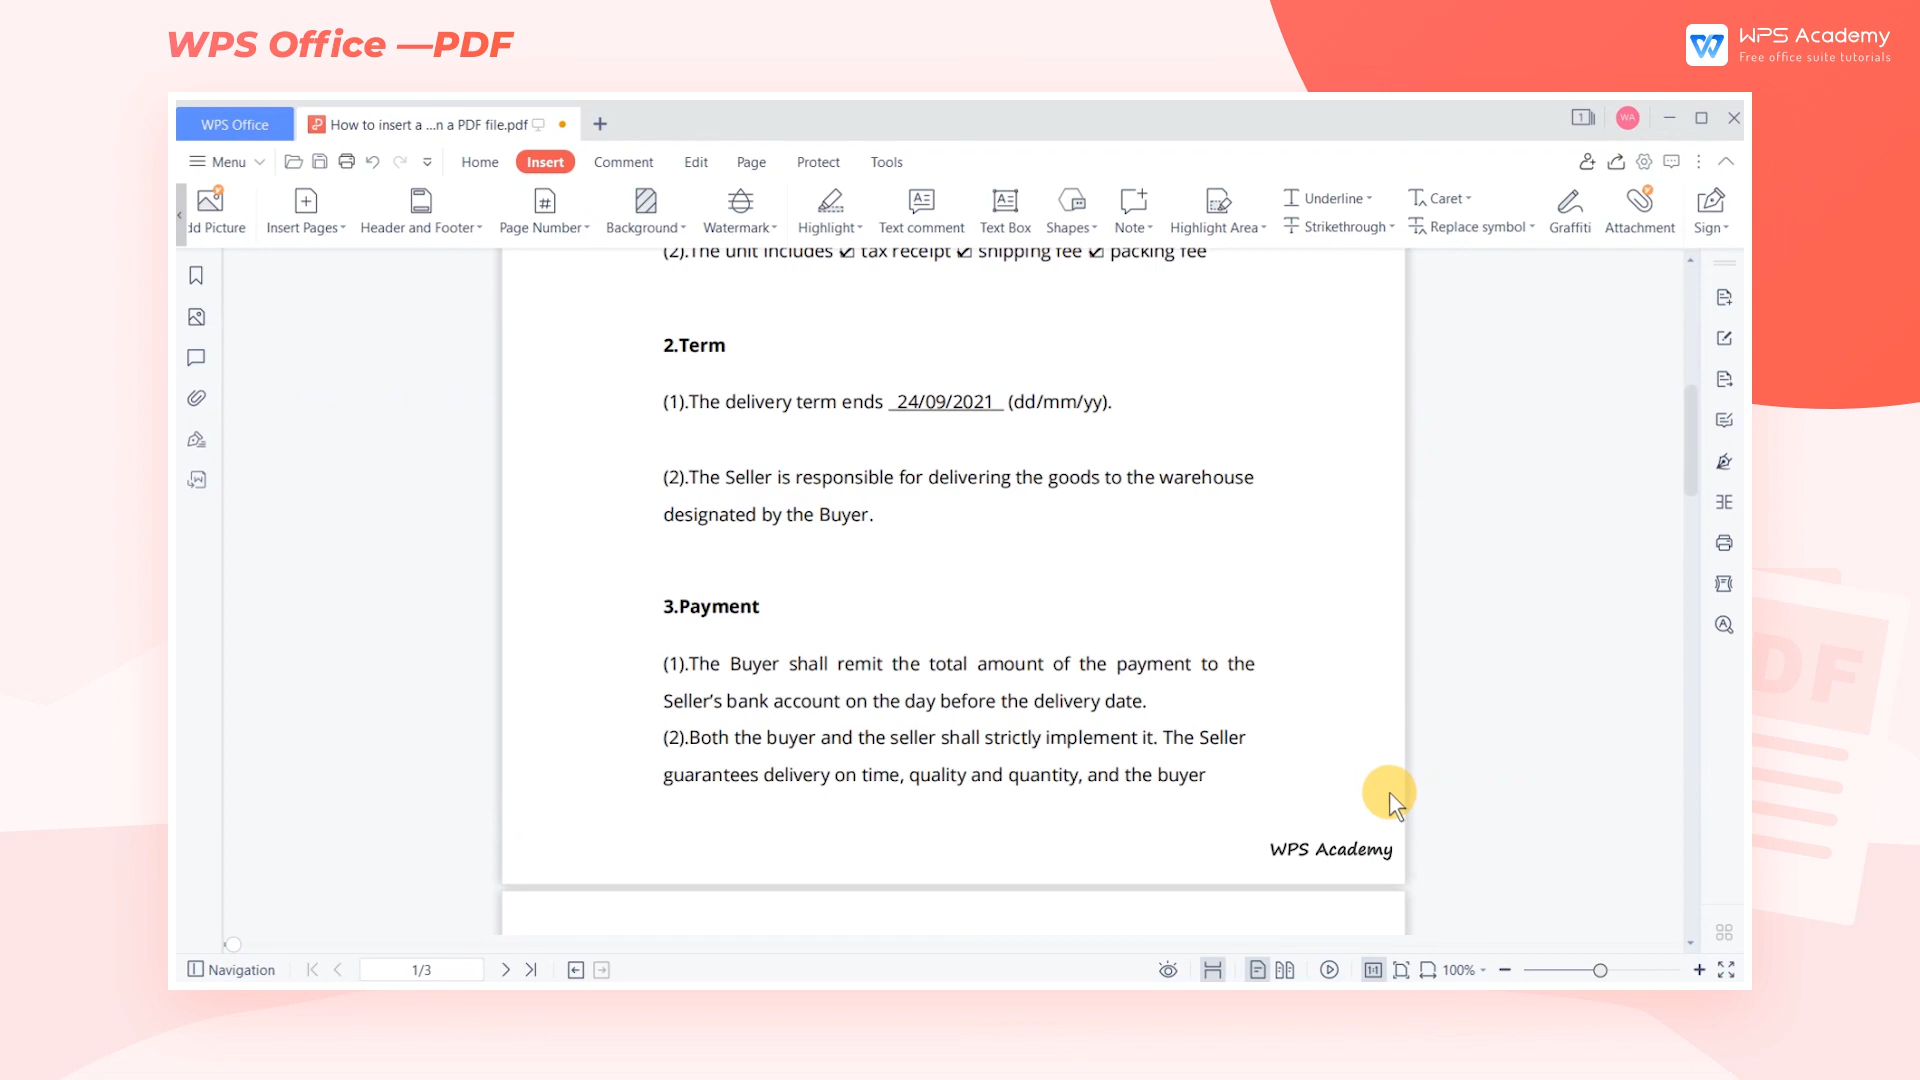 WPS Office —PDF
WPS Academy
Free office suite tutorials
WPS Office
How to insert a ...n a PDF file.pdf
WA
Menu
Home
Insert
Comment
Edit
Page
Protect
Tools
dd Picture
Insert Pages
Header and Footer
Page Number
Background
Watermark
Highlight
Text comment
Text Box
Shapes
Note
Highlight Area
Underline
Strikethrough
Caret
Replace symbol
Graffiti
Attachment
Sign
(2).The unit includes ☑ tax receipt ☑ shipping fee ☑ packing fee
2.Term
(1).The delivery term ends 24/09/2021 (dd/mm/yy).
(2).The Seller is responsible for delivering the goods to the warehouse
designated by the Buyer.
3.Payment
(1).The Buyer shall remit the total amount of the payment to the
Seller’s bank account on the day before the delivery date.
(2).Both the buyer and the seller shall strictly implement it. The Seller
guarantees delivery on time, quality and quantity, and the buyer
WPS Academy
PDF
Navigation
1/3
100%